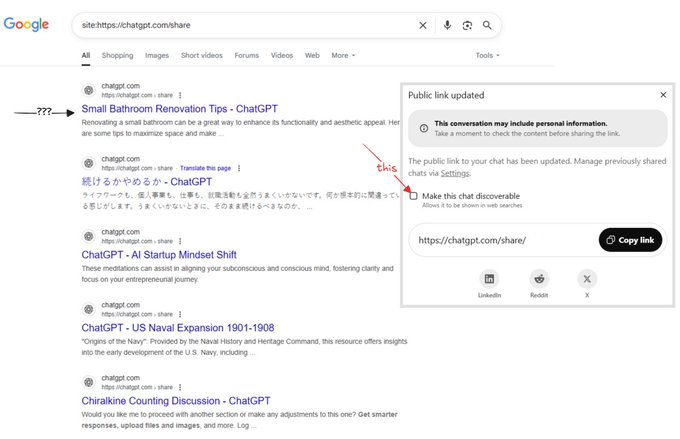 Google
site:https://chatgpt.com/share
All Shopping Images Short videos Forums Videos Web More Tools
???
chatgpt.com
https://chatgpt.com › share
Small Bathroom Renovation Tips - ChatGPT
Renovating a small bathroom can be a great way to enhance its functionality and aesthetic appeal. Her
are some tips to maximize space and make ...
chatgpt.com
https://chatgpt.com › share · Translate this page
続けるかやめるか - ChatGPT
ライフワークも、個人事業も、仕事も、就職活動も全然うまくいかないです。何か根本的に間違ってい
る感じがします。うまくいかないときに、そのまま続けるべきなのか、 ...
chatgpt.com
https://chatgpt.com › share
ChatGPT - AI Startup Mindset Shift
These meditations can assist in aligning your subconscious and conscious mind, fostering clarity and
focus on your entrepreneurial journey.
chatgpt.com
https://chatgpt.com › share
ChatGPT - US Naval Expansion 1901-1908
"Origins of the Navy": Provided by the Naval History and Heritage Command, this resource offers insights
into the early development of the U.S. Navy, including ...
chatgpt.com
https://chatgpt.com › share
Chiralkine Counting Discussion - ChatGPT
Would you like me to proceed with another section or make any adjustments to this one? Get smarter
responses, upload files and images, and more. Log ...
Public link updated
This conversation may include personal information.
Take a moment to check the content before sharing the link.
The public link to your chat has been updated. Manage previously shared
chats via Settings.
this
Make this chat discoverable
Allows it to be shown in web searches
https://chatgpt.com/share/
Copy link
LinkedIn Reddit X